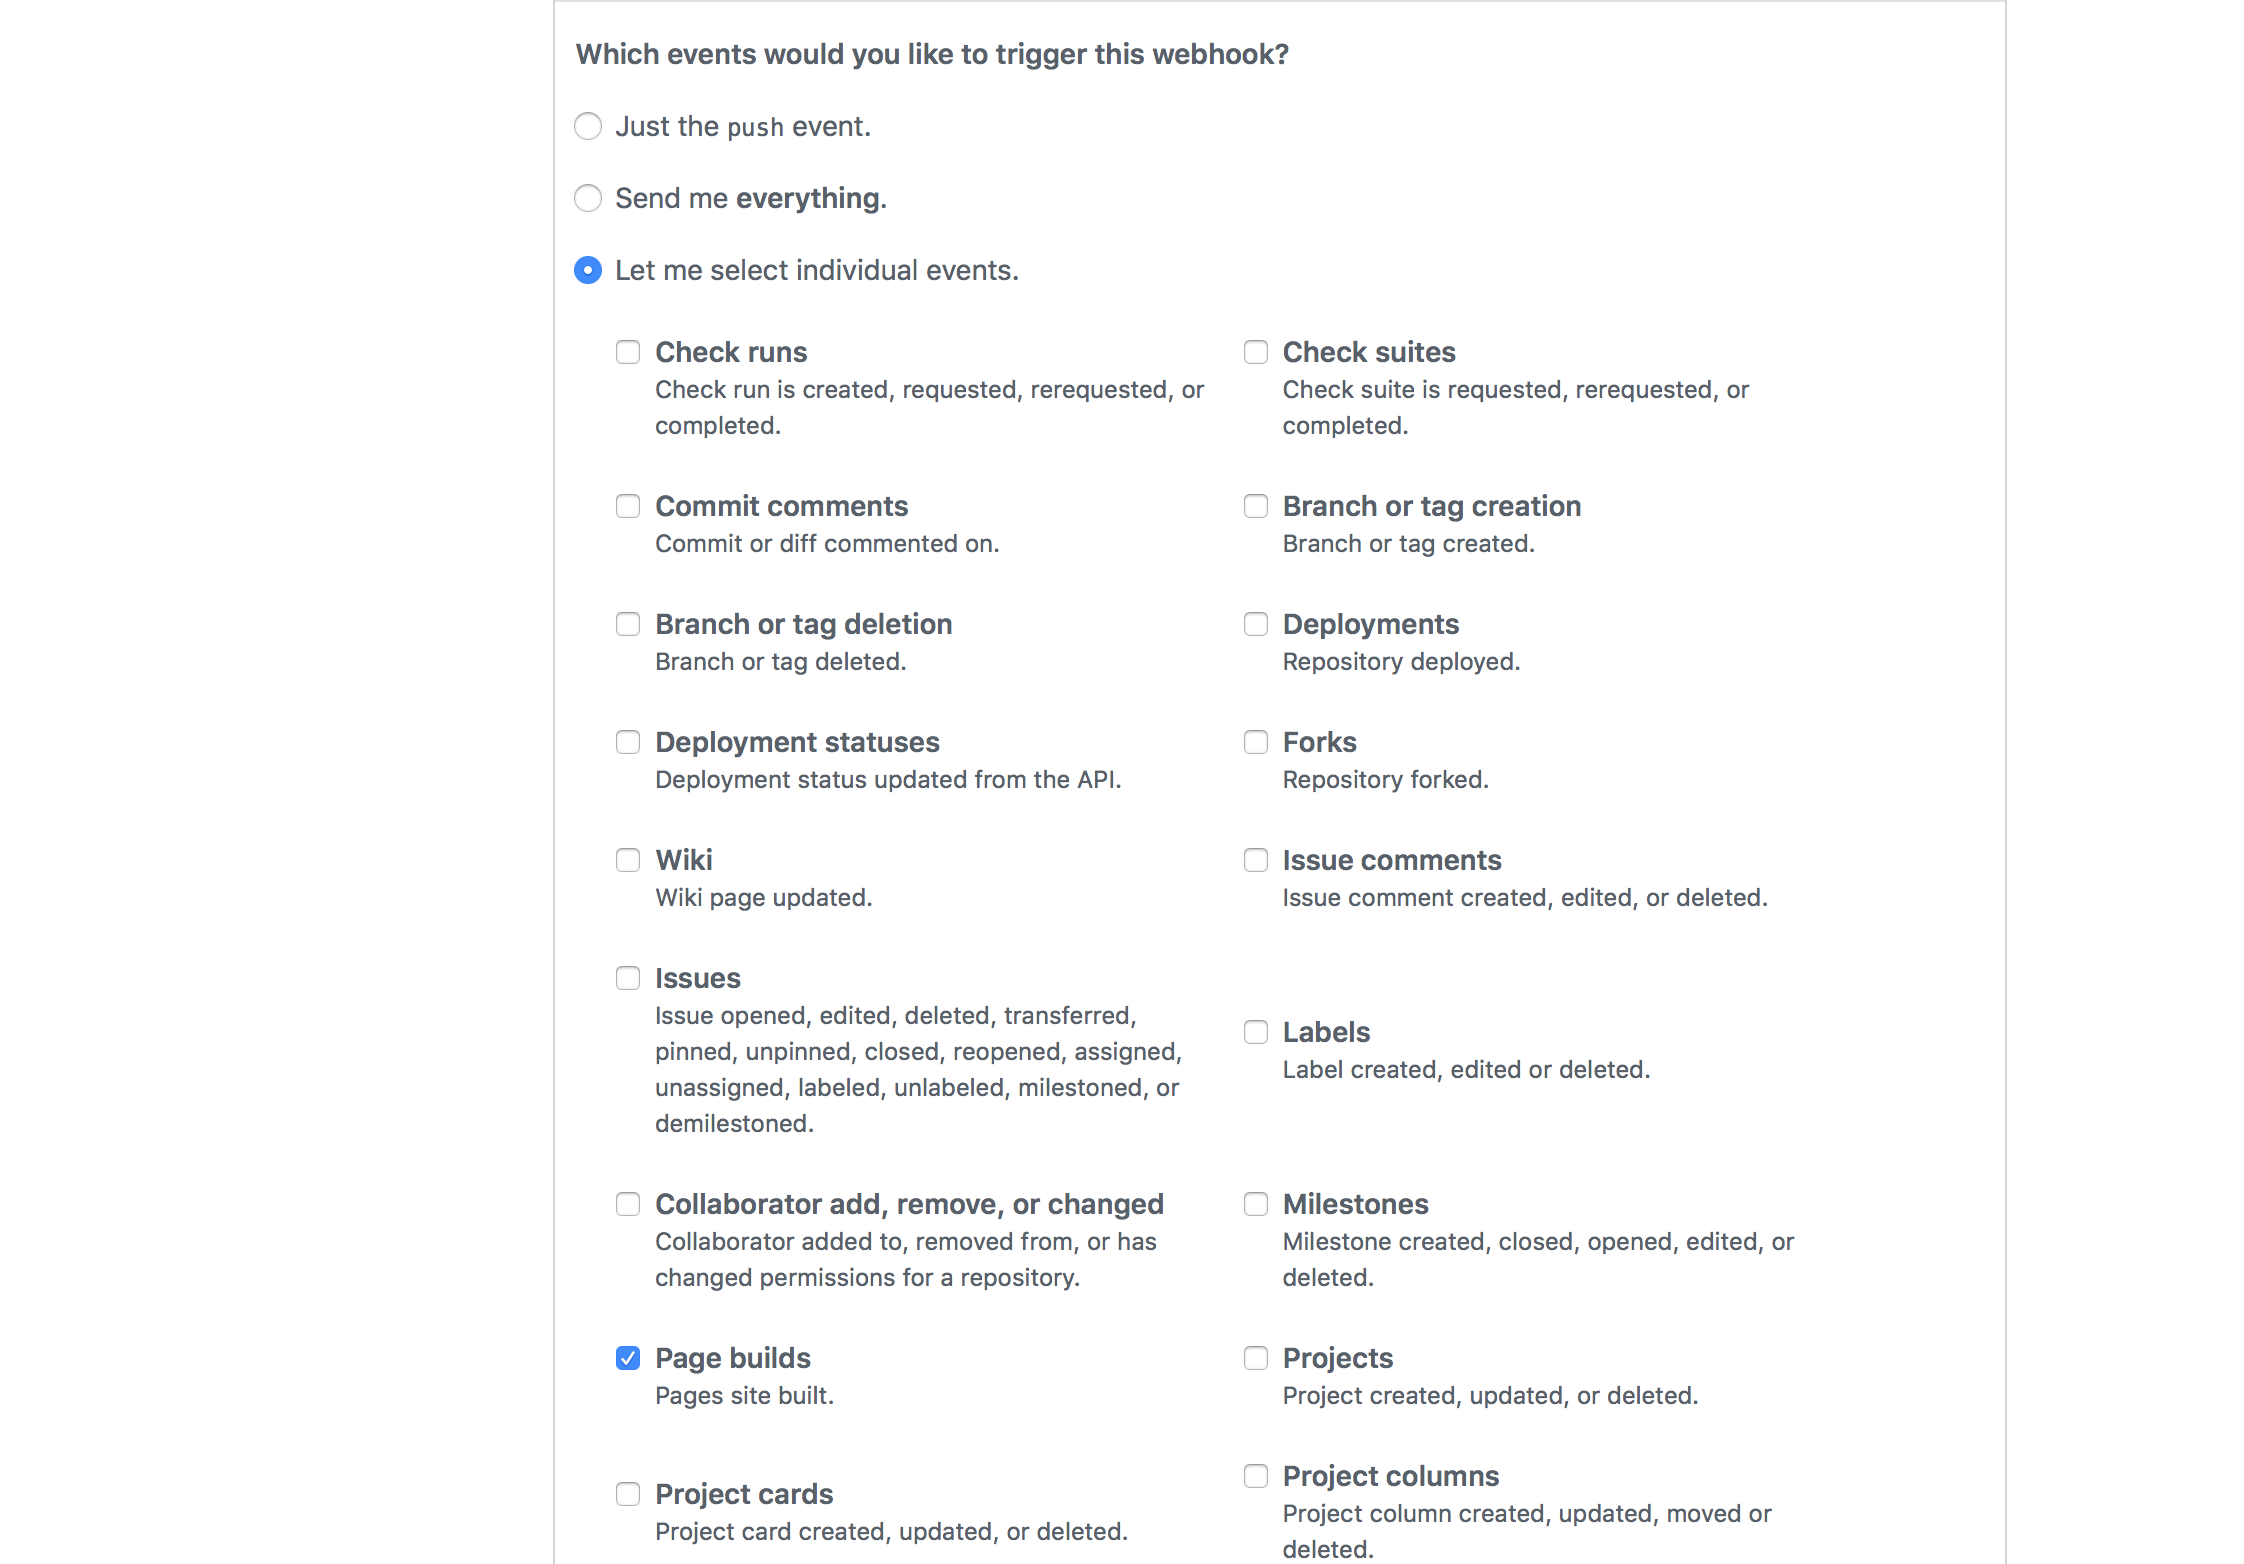 Which events would you like to trigger this webhook?
Just the push event.
Send me everything.
Let me select individual events.
Check runs
Check run is created, requested, rerequested, or
completed.
Check suites
Check suite is requested, rerequested, or
completed.
Commit comments
Commit or diff commented on.
Branch or tag creation
Branch or tag created.
Branch or tag deletion
Branch or tag deleted.
Deployments
Repository deployed.
Deployment statuses
Deployment status updated from the API.
Forks
Repository forked.
Wiki
Wiki page updated.
Issue comments
Issue comment created, edited, or deleted.
Issues
Issue opened, edited, deleted, transferred,
pinned, unpinned, closed, reopened, assigned,
unassigned, labeled, unlabeled, milestoned, or
demilestoned.
Labels
Label created, edited or deleted.
Collaborator add, remove, or changed
Collaborator added to, removed from, or has
changed permissions for a repository.
Milestones
Milestone created, closed, opened, edited, or
deleted.
Page builds
Pages site built.
Projects
Project created, updated, or deleted.
Project cards
Project card created, updated, or deleted.
Project columns
Project column created, updated, moved or
deleted.